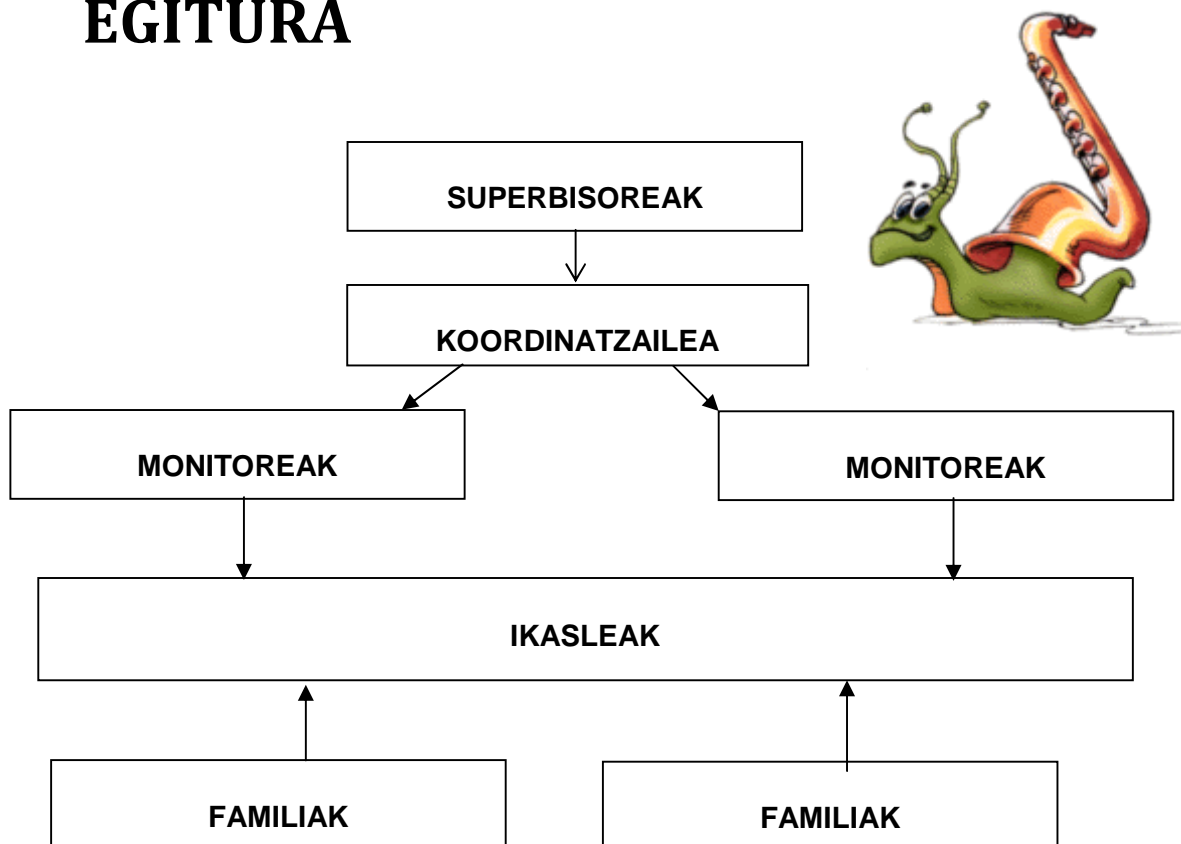 EGITURA
SUPERBISOREAK
KOORDINATZAILEA
MONITOREAK
MONITOREAK
IKASLEAK
FAMILIAK
FAMILIAK